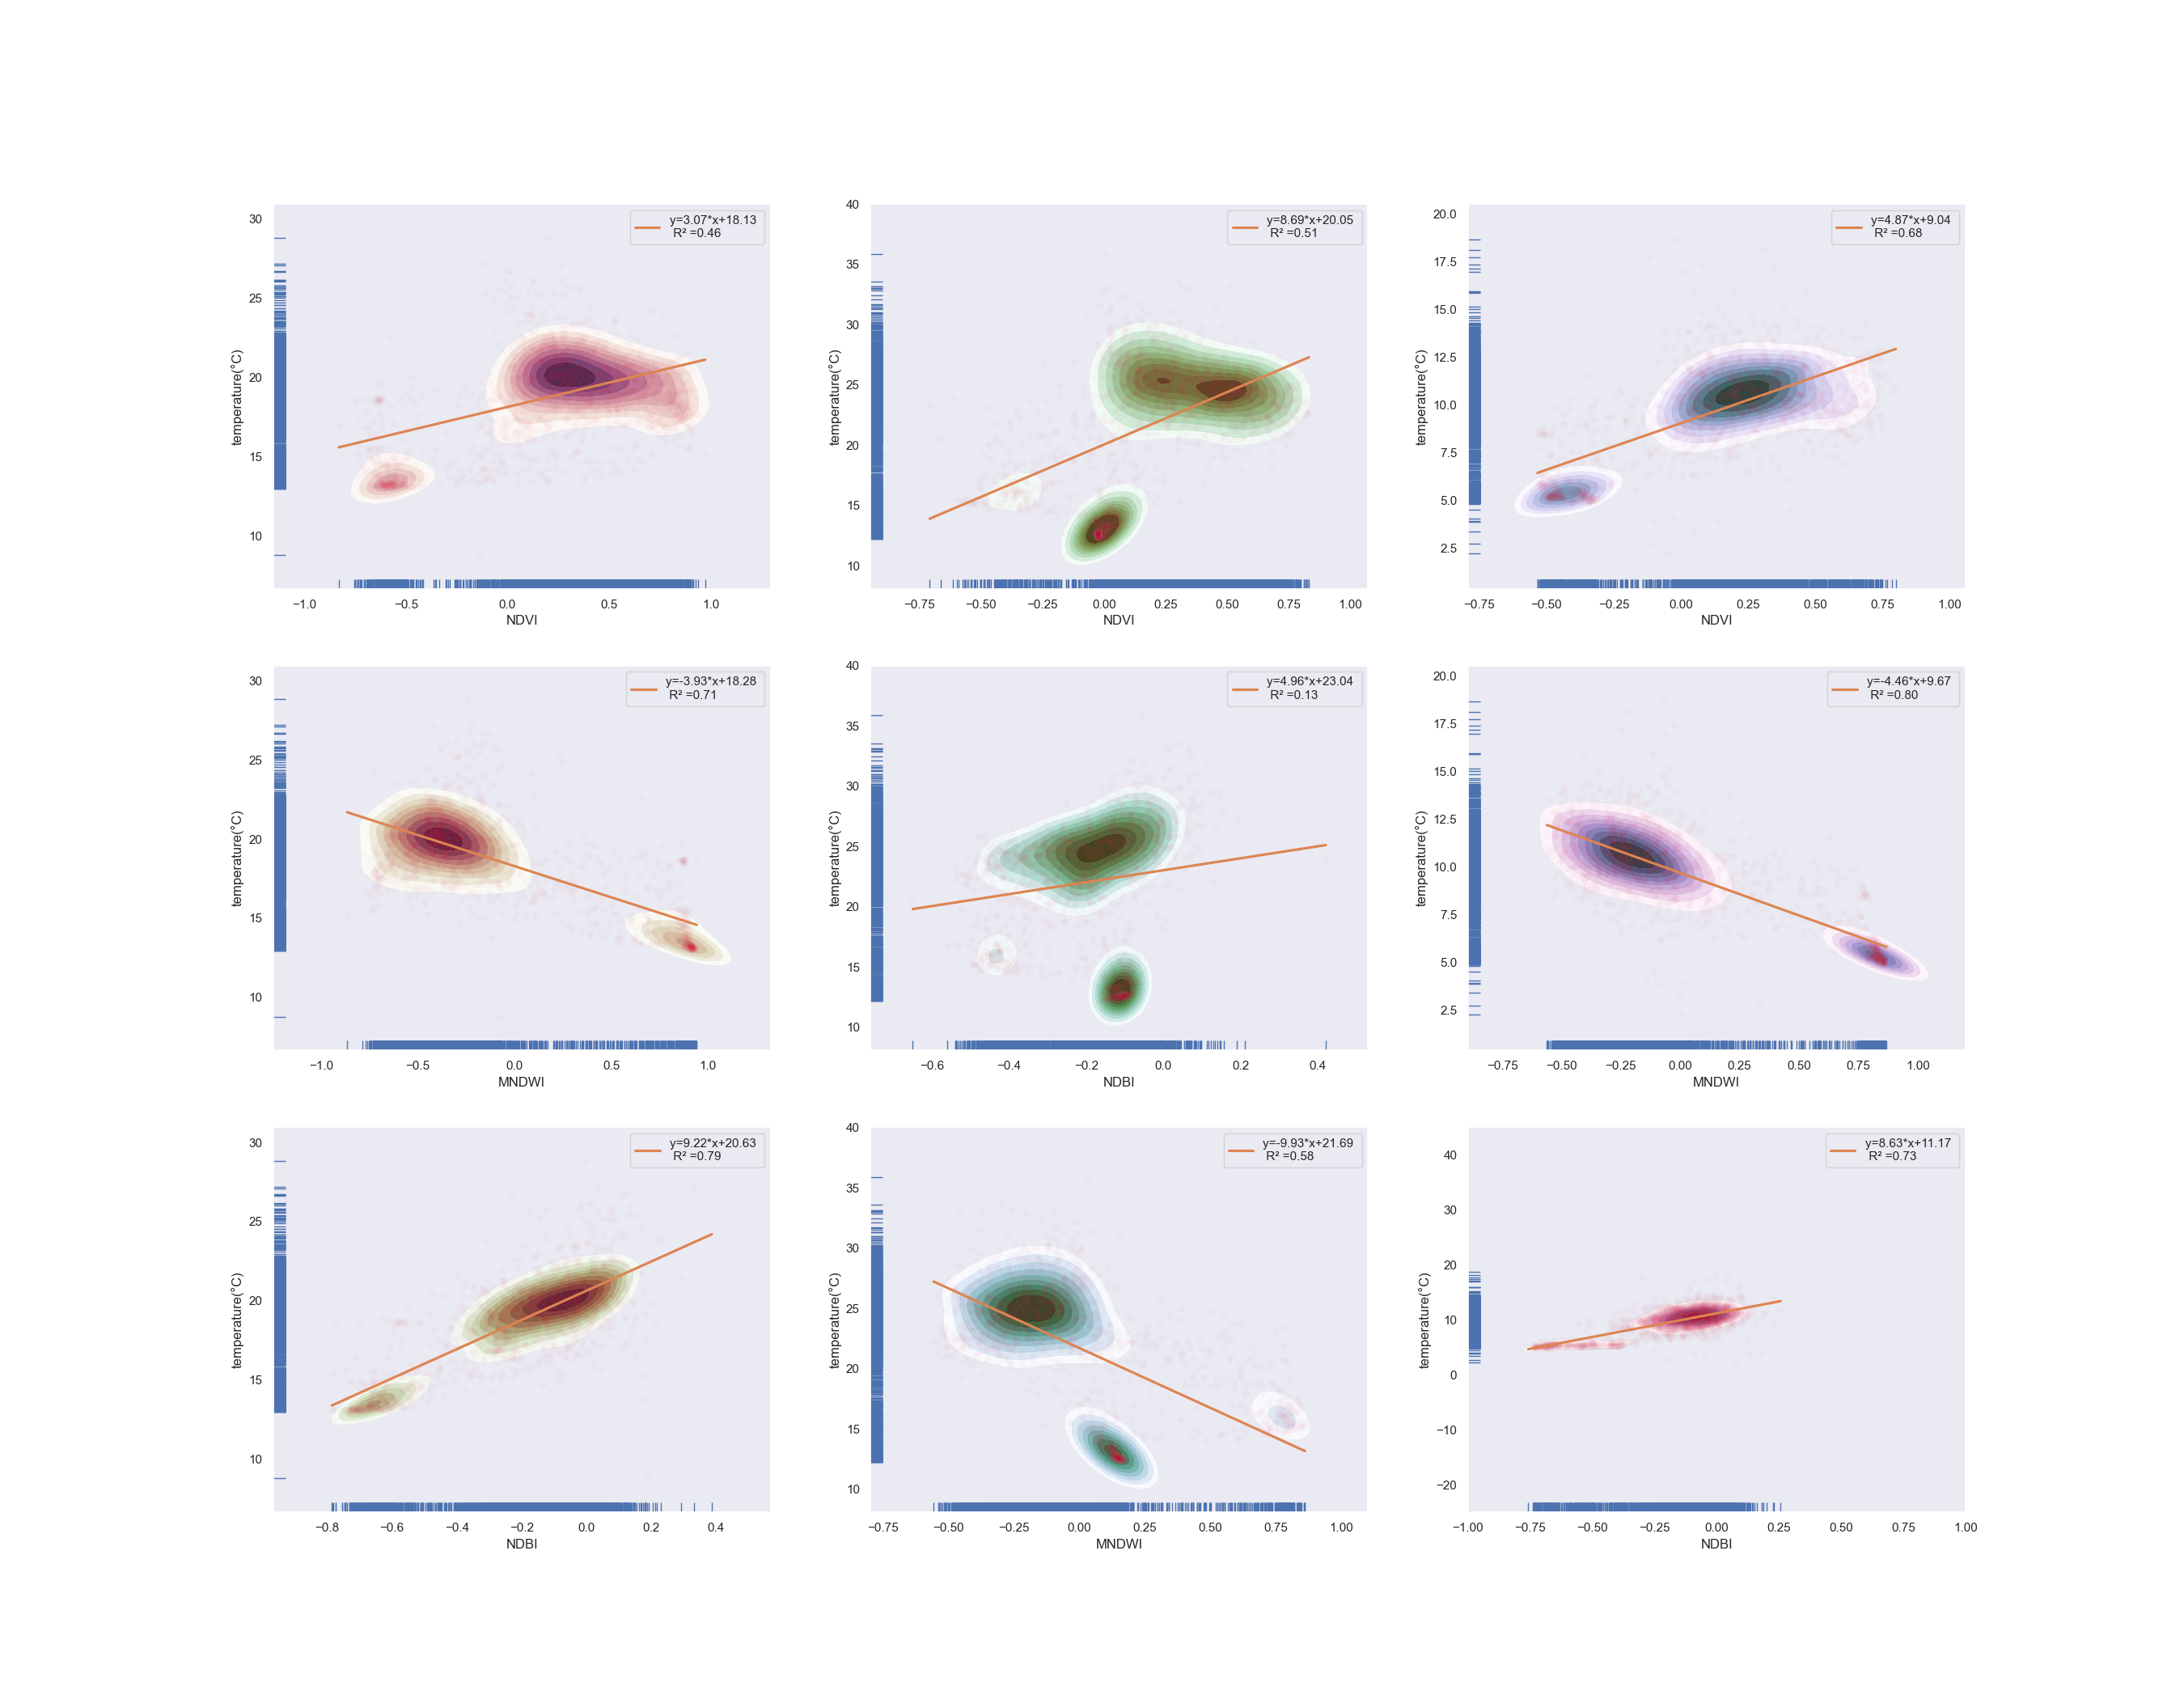 30
25
20
15
10
temperature(°C)
y=3.07*x+18.13
R² =0.46
−1.0 −0.5 0.0 0.5 1.0
NDVI
40
35
30
25
20
15
10
temperature(°C)
y=8.69*x+20.05
R² =0.51
−0.75 −0.50 −0.25 0.00 0.25 0.50 0.75 1.00
NDVI
20.0
17.5
15.0
12.5
10.0
7.5
5.0
2.5
temperature(°C)
y=4.87*x+9.04
R² =0.68
−0.75 −0.50 −0.25 0.00 0.25 0.50 0.75 1.00
NDVI
30
25
20
15
10
temperature(°C)
y=-3.93*x+18.28
R² =0.71
−1.0 −0.5 0.0 0.5 1.0
MNDWI
40
35
30
25
20
15
10
temperature(°C)
y=4.96*x+23.04
R² =0.13
−0.6 −0.4 −0.2 0.0 0.2 0.4
NDBI
20.0
17.5
15.0
12.5
10.0
7.5
5.0
2.5
temperature(°C)
y=-4.46*x+9.67
R² =0.80
−0.75 −0.50 −0.25 0.00 0.25 0.50 0.75 1.00
MNDWI
30
25
20
15
10
temperature(°C)
y=9.22*x+20.63
R² =0.79
−0.8 −0.6 −0.4 −0.2 0.0 0.2 0.4
NDBI
40
35
30
25
20
15
10
temperature(°C)
y=-9.93*x+21.69
R² =0.58
−0.75 −0.50 −0.25 0.00 0.25 0.50 0.75 1.00
MNDWI
40
30
20
10
0
−10
−20
temperature(°C)
y=8.63*x+11.17
R² =0.73
−1.00 −0.75 −0.50 −0.25 0.00 0.25 0.50 0.75 1.00
NDBI